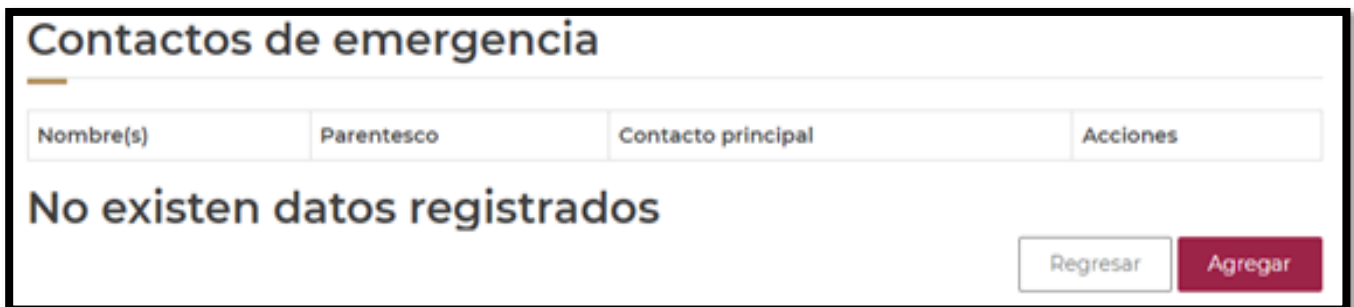 Contactos de emergencia
Nombre(s) Parentesco Contacto principal Acciones
No existen datos registrados
Regresar Agregar